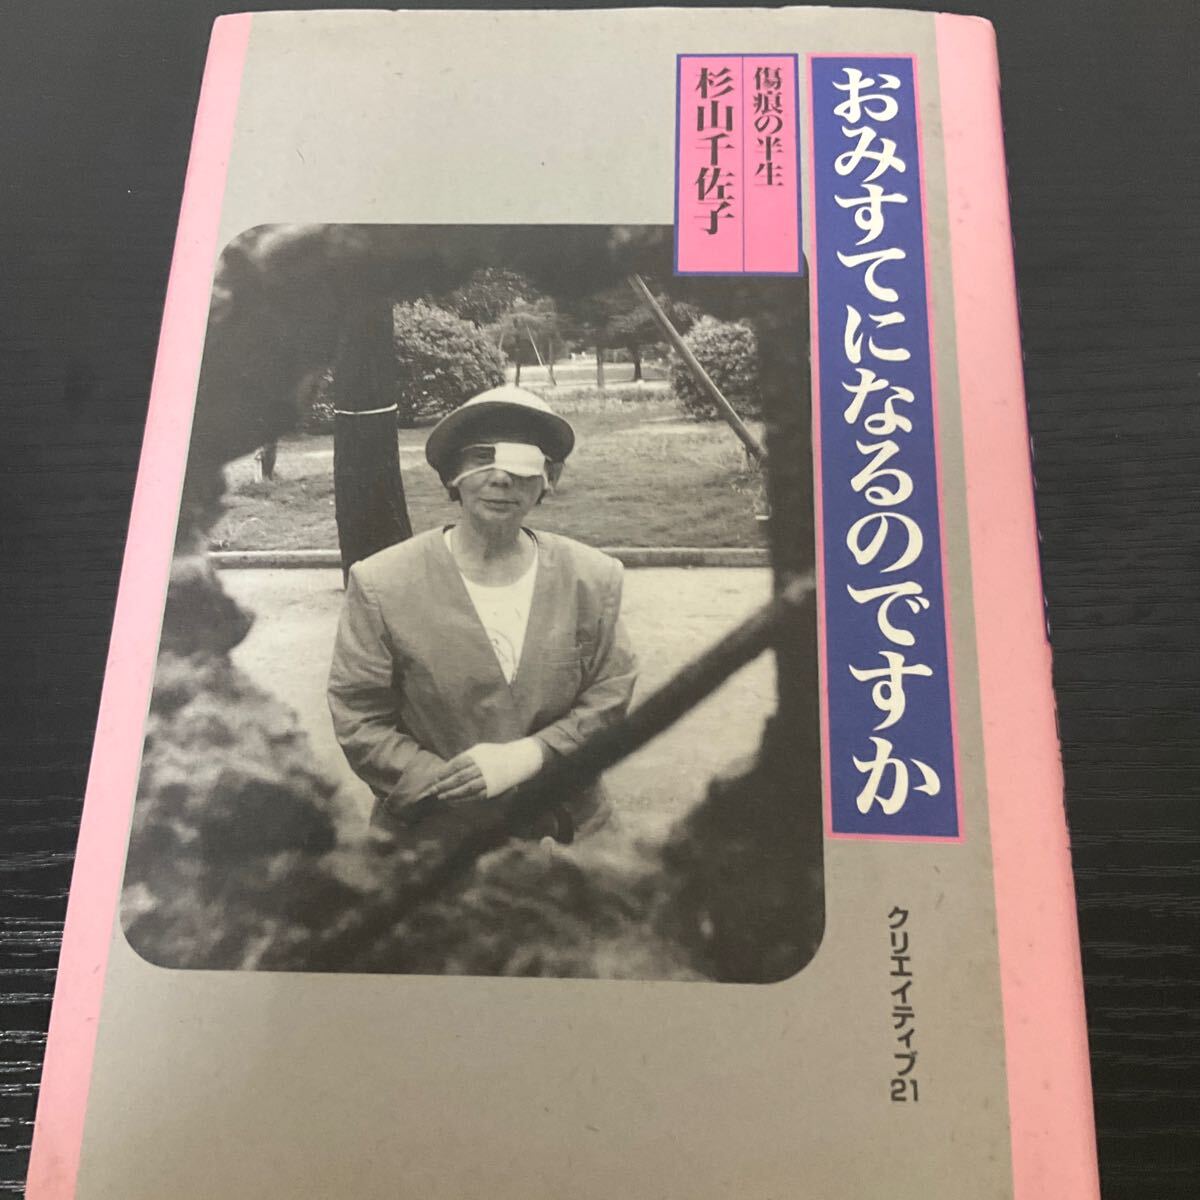 おみすてになるのですか
傷痕の半生
杉山千佐子
クリエイティブ21